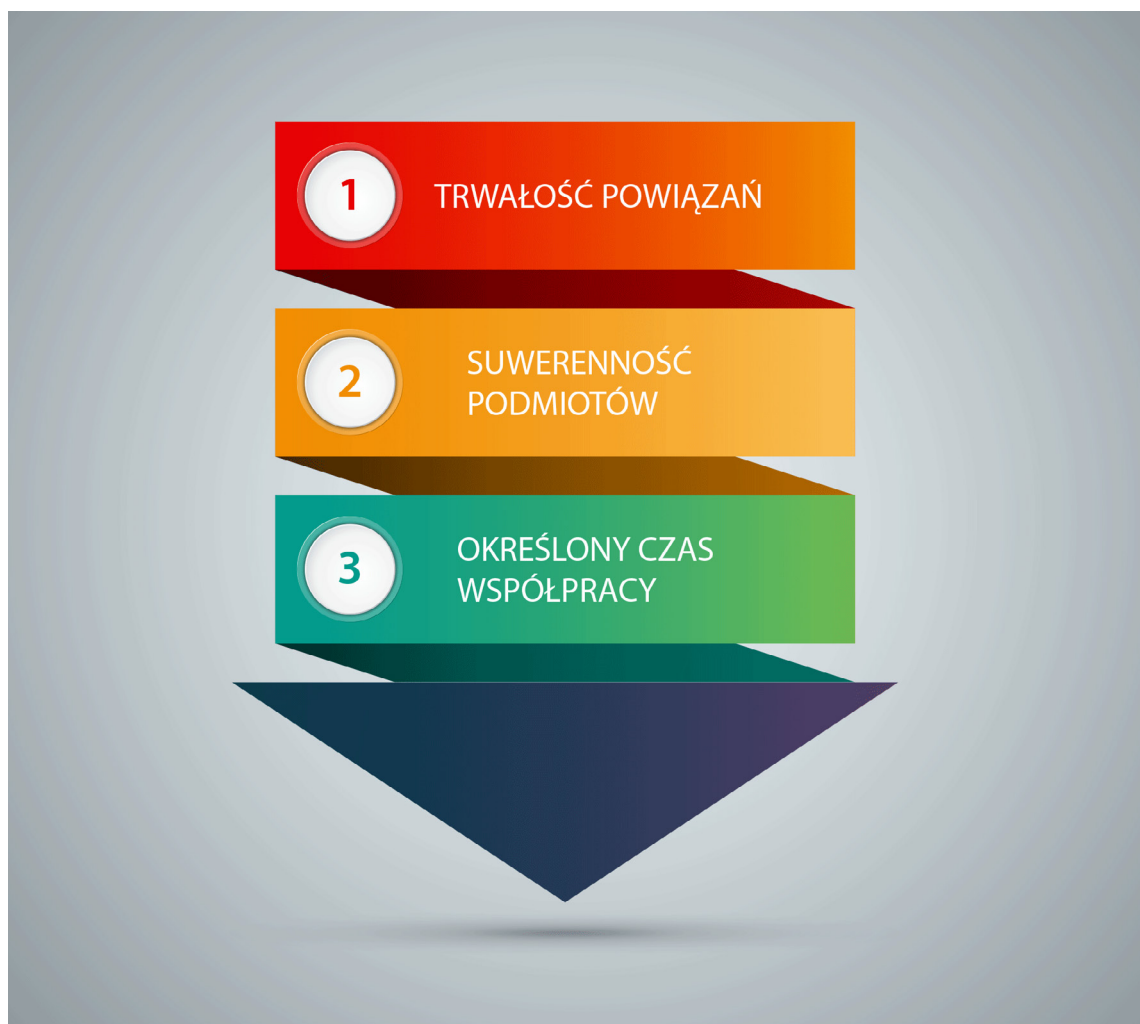 1
TRWAŁOŚĆ POWIĄZAŃ
2
SUWERENNOŚĆ
PODMIOTÓW
3
OKREŚLONY CZAS
WSPÓŁPRACY